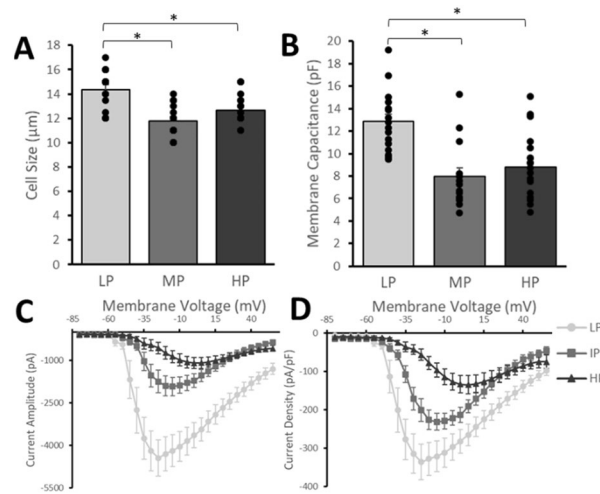 A
*
*
Cell Size (µm)
18
16
14
12
10
8
6
4
2
0
LP
MP
HP
B
*
*
Membrane Capacitance (pF)
20
18
16
14
12
10
8
6
4
2
0
LP
MP
HP
C
Membrane Voltage (mV)
-85
-60
-35
-10
15
40
Current Amplitude (pA)
-1000
-2500
-4000
-5500
D
Membrane Voltage (mV)
-85
-60
-35
-10
15
40
Current Density (pA/pF)
0
-100
-200
-300
-400
LP
IP
HI